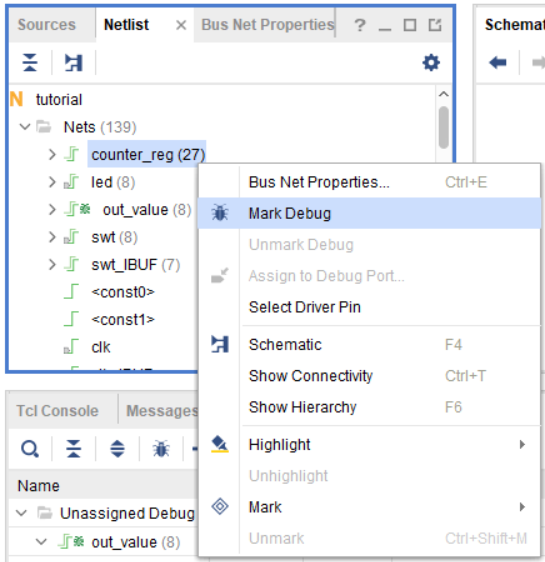 Sources Netlist × Bus Net Properties ?
Schemat
N tutorial
Nets (139)
counter_reg (27)
led (8)
out_value (8)
swt (8)
swt_IBUF (7)
<const0>
<const1>
clk
Bus Net Properties... Ctrl+E
Mark Debug
Unmark Debug
Assign to Debug Port...
Select Driver Pin
Schematic F4
Show Connectivity Ctrl+T
Show Hierarchy F6
Highlight
Unhighlight
Mark
Unmark Ctrl+Shift+M
Tcl Console Messages
Name
Unassigned Debug
out_value (8)